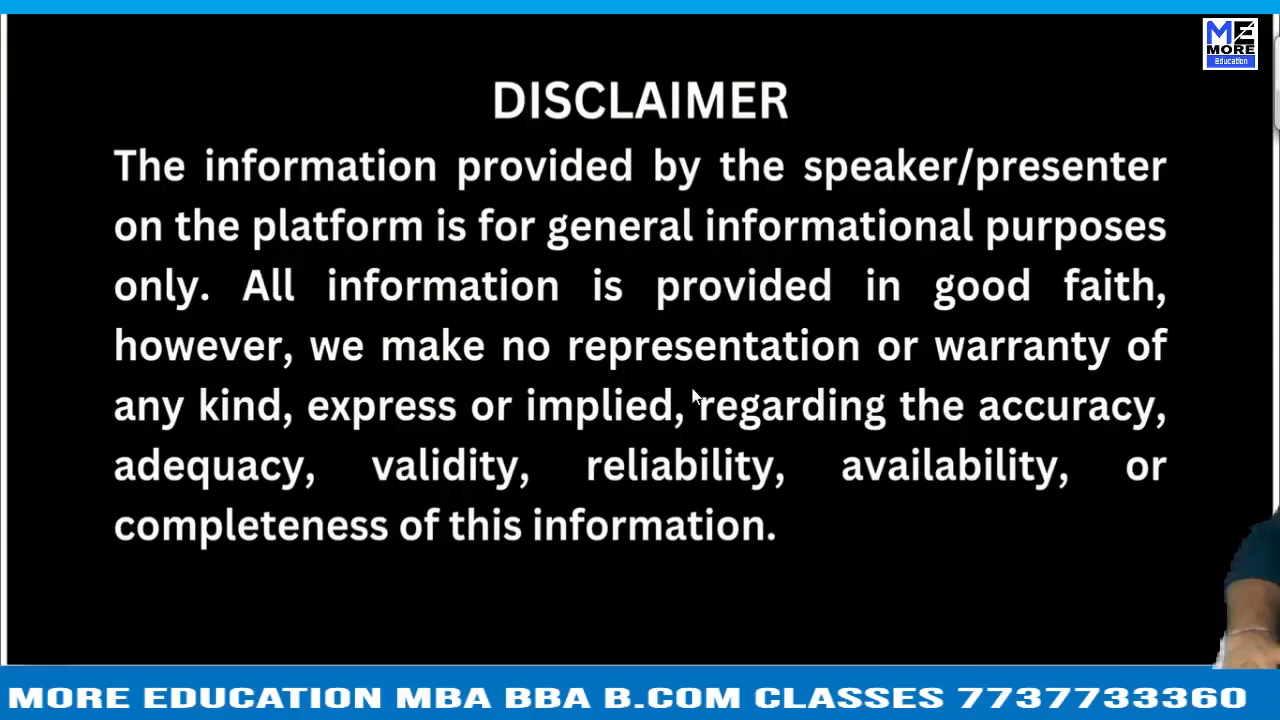 ME
MORE
Education
DISCLAIMER
The information provided by the speaker/presenter
on the platform is for general informational purposes
only. All information is provided in good faith,
however, we make no representation or warranty of
any kind, express or implied, regarding the accuracy,
adequacy, validity, reliability, availability, or
completeness of this information.
MORE EDUCATION MBA BBA B.COM CLASSES 7737733360